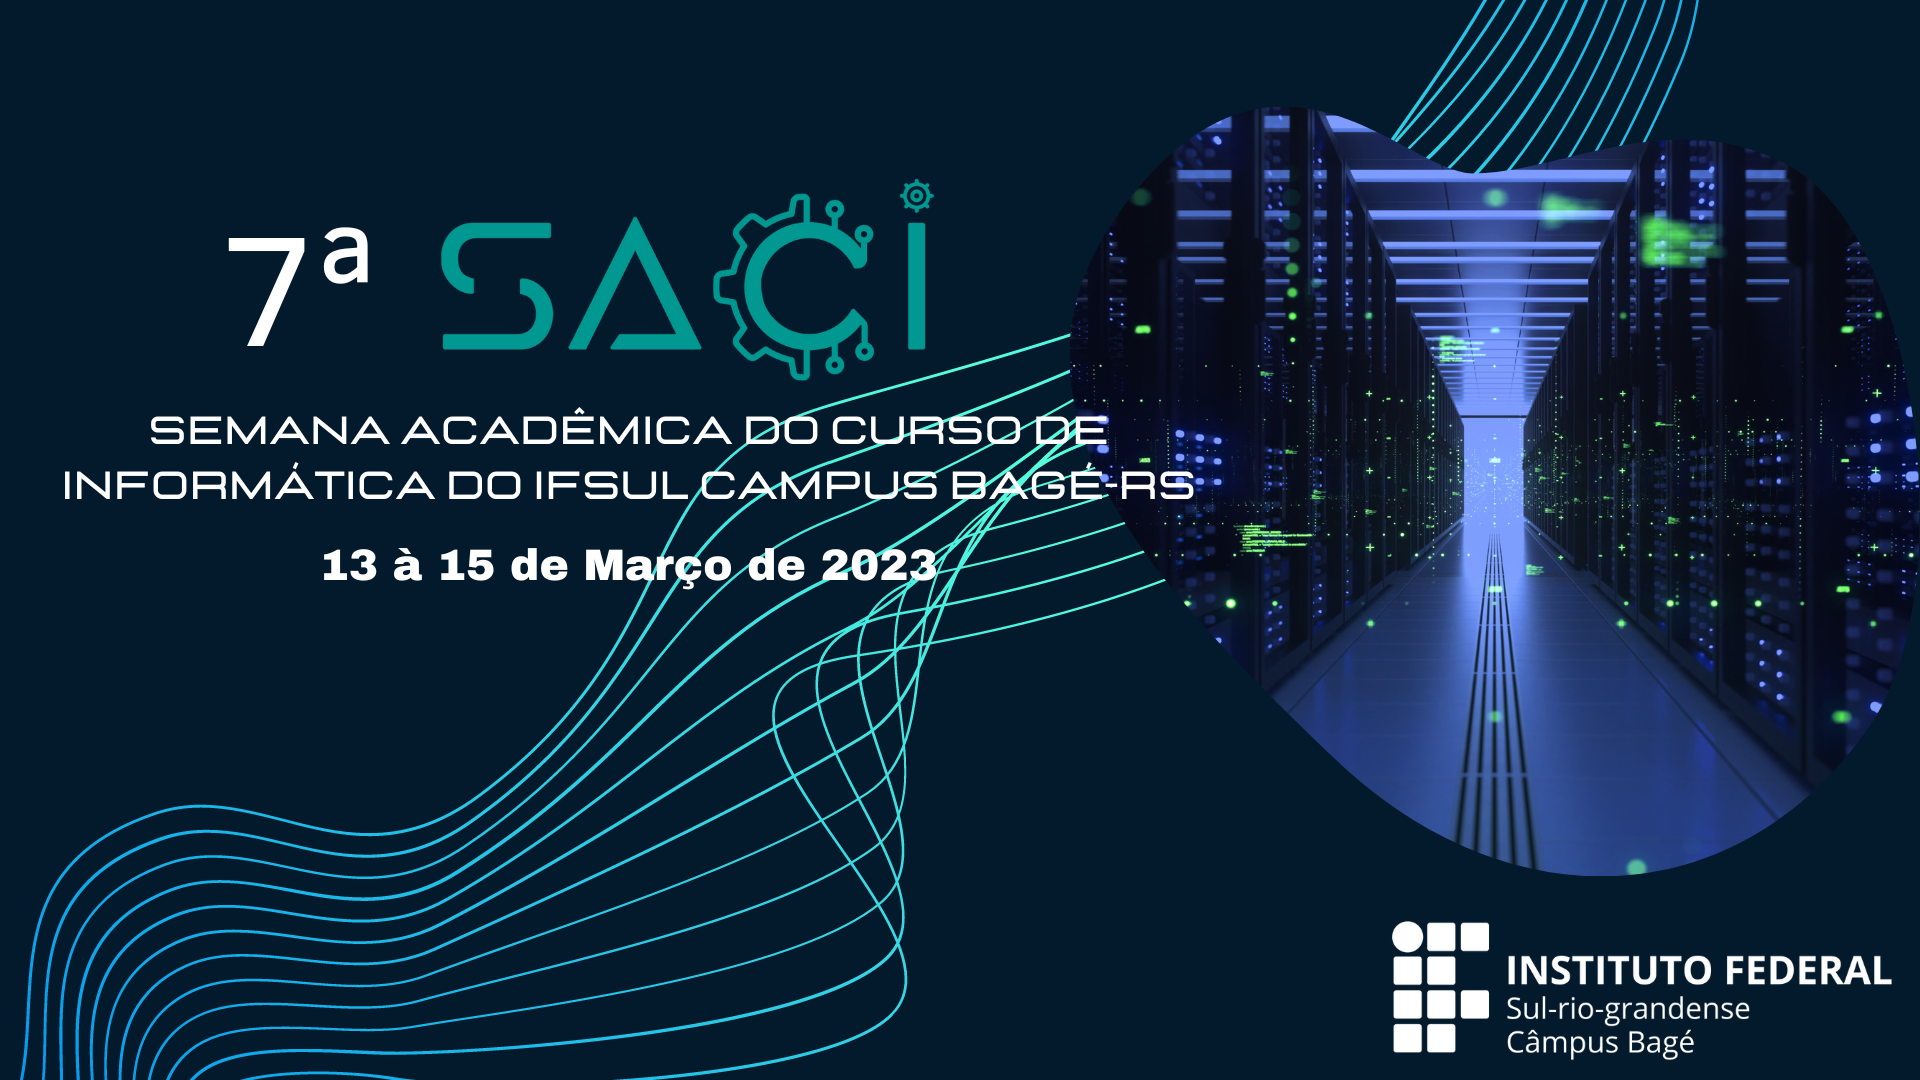 7ª SACI
SEMANA ACADÊMICA DO CURSO DE
INFORMÁTICA DO IFSUL CAMPUS BAGÉ-RS
13 à 15 de Março de 2023
INSTITUTO FEDERAL
Sul-rio-grandense
Câmpus Bagé